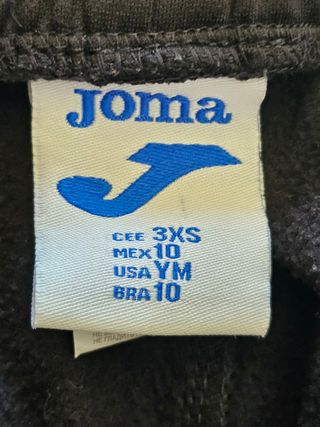 Joma
CEE 3XS
MEX 10
USA YM
BRA 10